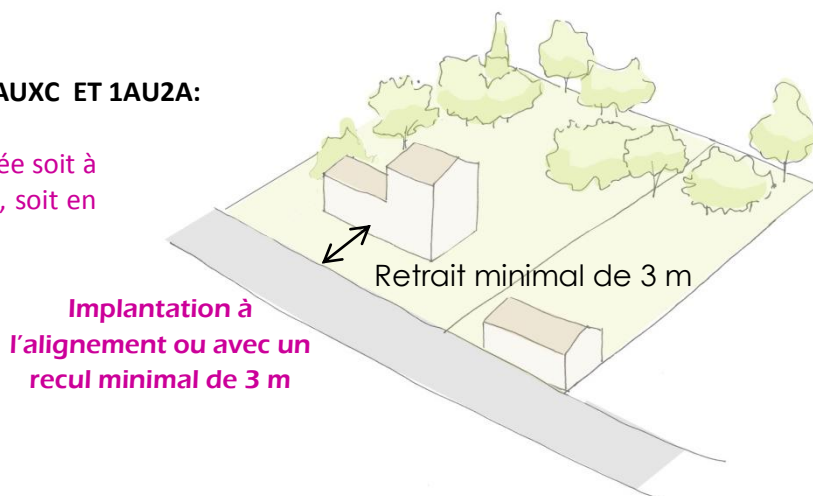 AUXC ET 1AU2A:
ée soit à
, soit en
Retrait minimal de 3 m
Implantation à
l'alignement ou avec un
recul minimal de 3 m